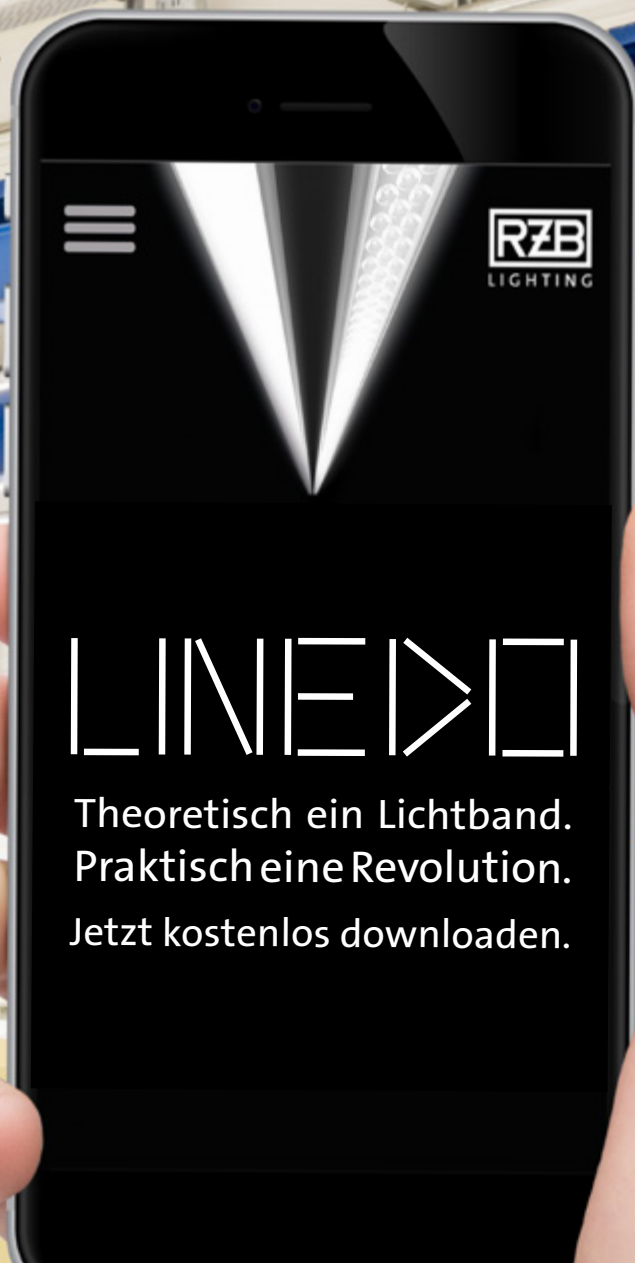 RZB
LIGHTING
LINEDO
Theoretisch ein Lichtband.
Praktisch eine Revolution.
Jetzt kostenlos downloaden.